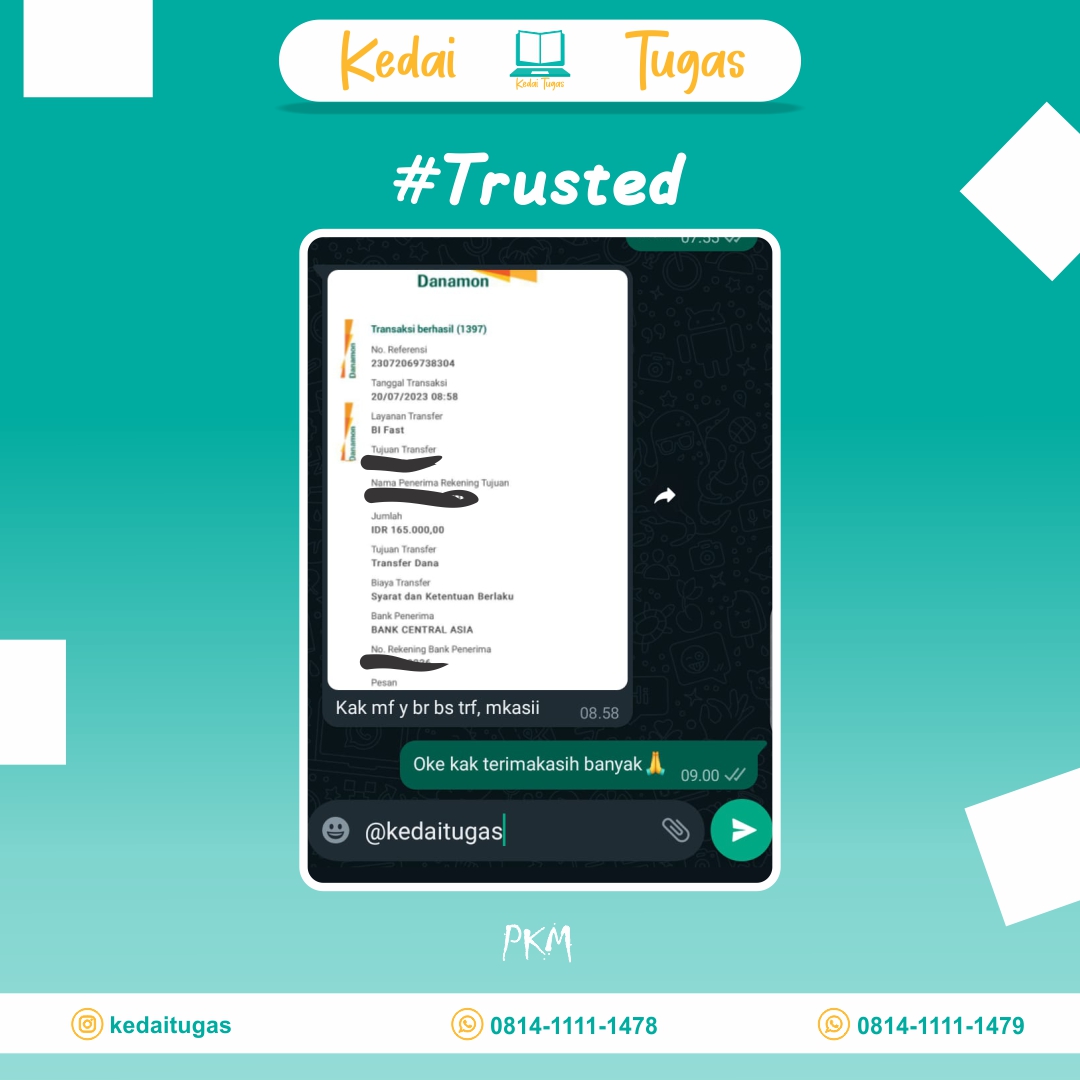 Kedai Tugas
Kedai Tugas
#Trusted
07.55
Danamon
Transaksi berhasil (1397)
Danamon
No. Referensi
23072069738304
Tanggal Transaksi
20/07/2023 08:58
Layanan Transfer
BI Fast
Danamon
Tujuan Transfer
Nama Penerima Rekening Tujuan
Jumlah
IDR 165.000,00
Tujuan Transfer
Transfer Dana
Biaya Transfer
Syarat dan Ketentuan Berlaku
Bank Penerima
BANK CENTRAL ASIA
No. Rekening Bank Penerima
Pesan
Kak mf y br bs trf, mkasii 08.58
Oke kak terimakasih banyak🙏 09.00
@kedaitugas
PKM
kedaitugas 0814-1111-1478 0814-1111-1479